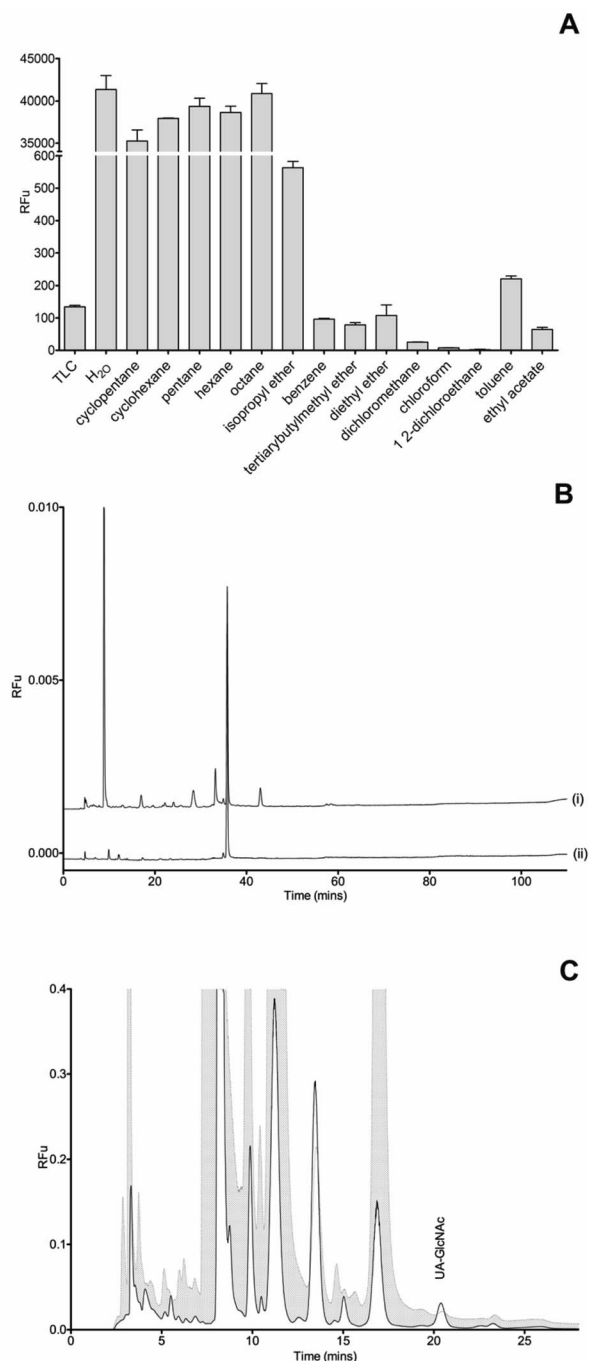 A
45000
40000
35000
600
500
400
300
200
100
0
RFu
TLC
H2O
cyclopentane
cyclohexane
pentane
hexane
octane
isopropyl ether
benzene
tertiarybutylmethyl ether
diethyl ether
dichloromethane
chloroform
1 2-dichloroethane
toluene
ethyl acetate
B
0.010
0.005
0.000
RFu
(i)
(ii)
0 20 40 60 80 100
Time (mins)
C
0.4
0.3
0.2
0.1
0.0
RFu
UA-GlcNAc
0 5 10 15 20 25
Time (mins)